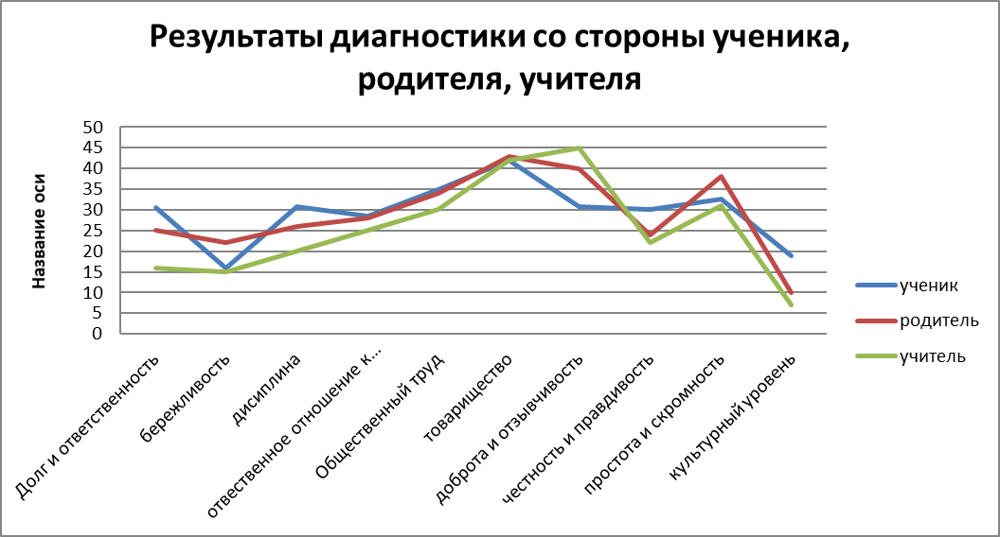 Результаты диагностики со стороны ученика,
родителя, учителя
Название оси
50
45
40
35
30
25
20
15
10
5
0
Долг и ответственность
бережливость
дисиплина
отвественное отношение к...
Общественный труд
товарищество
доброта и отзывчивость
честность и правдивость
простота и скромность
культурный уровень
ученик
родитель
учитель